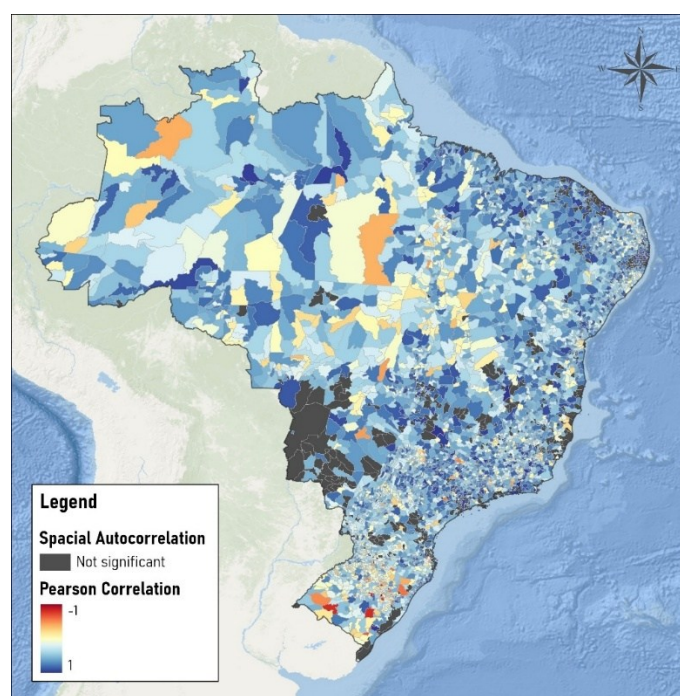 Legend
Spacial Autocorrelation
Not significant
Pearson Correlation
-1
1